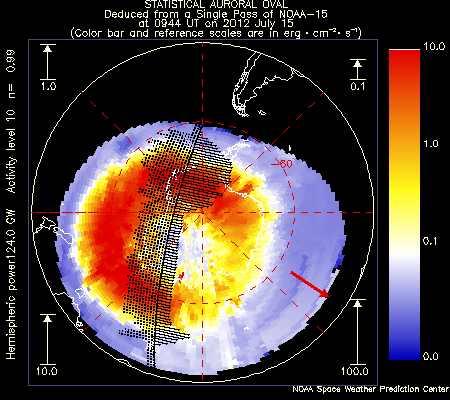 STATISTICAL AURORAL OVAL
Deduced from a Single Pass of NOAA-15
at 0944 UT on 2012 July 15
(Color bar and reference scales are in erg · cm⁻² · s⁻¹)
Hemispheric power124.0 GW Activity level 10 n= 0.99
1.0
0.1
10.0
100.0
-60
10.0
1.0
0.1
0.0
NOAA Space Weather Prediction Center